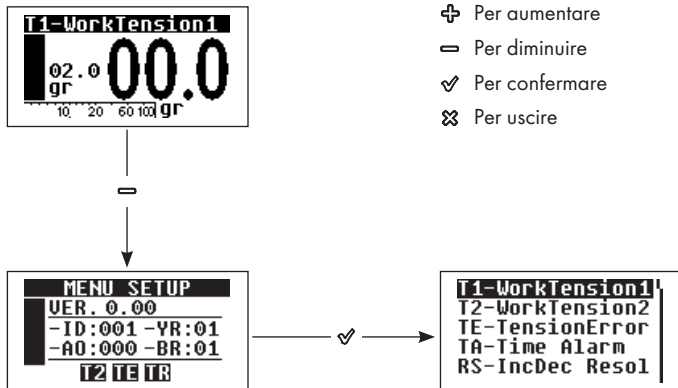 T1-WorkTension1
02.0 00.0
gr
10 20 60 100 gr
Per aumentare
Per diminuire
Per confermare
Per uscire
MENU SETUP
VER. 0.00
-ID:001 -YR:01
-AO:000 -BR:01
T2 TE TR
T1-WorkTension1
T2-WorkTension2
TE-TensionError
TA-Time Alarm
RS-IncDec Resol